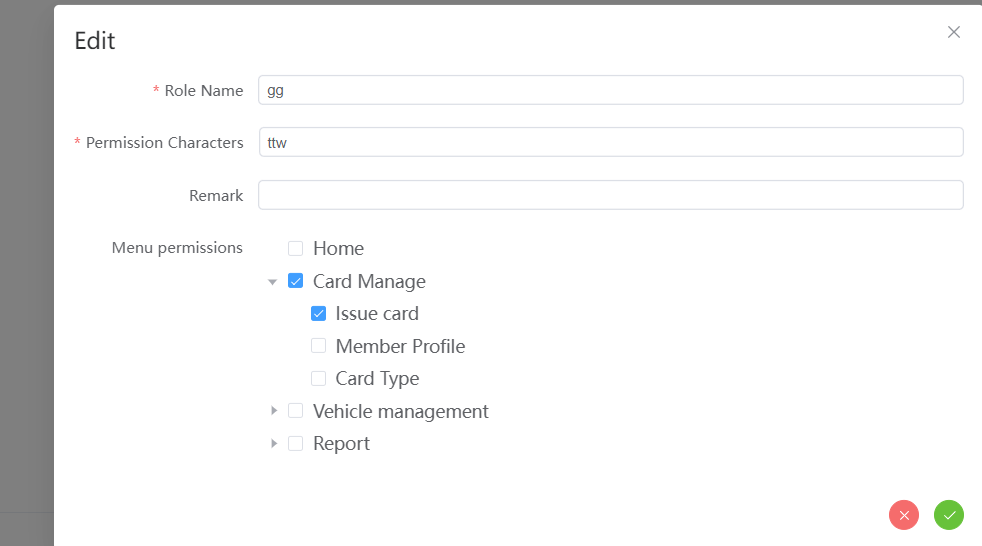 Edit
* Role Name gg
* Permission Characters ttw
Remark
Menu permissions Home
Card Manage
Issue card
Member Profile
Card Type
Vehicle management
Report